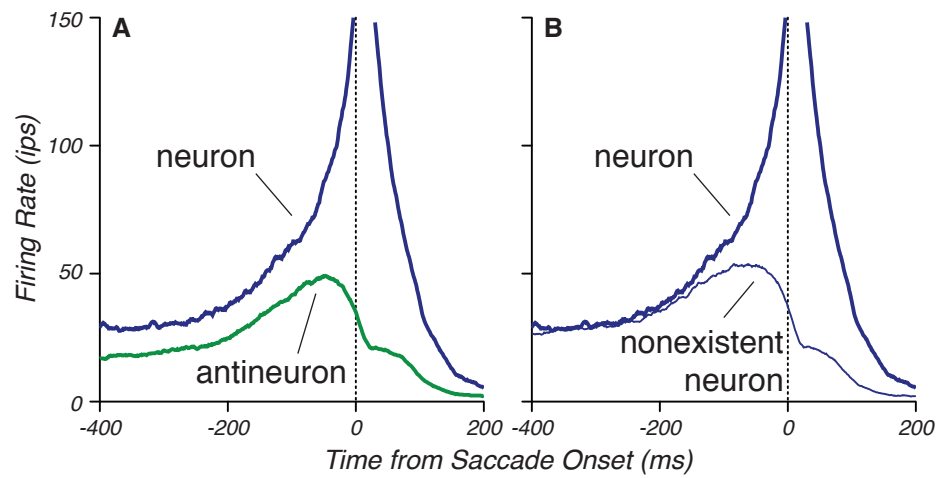 A
B
150
100
50
0
Firing Rate (ips)
neuron
antineuron
neuron
nonexistent
neuron
-400 -200 0 200
-400 -200 0 200
Time from Saccade Onset (ms)